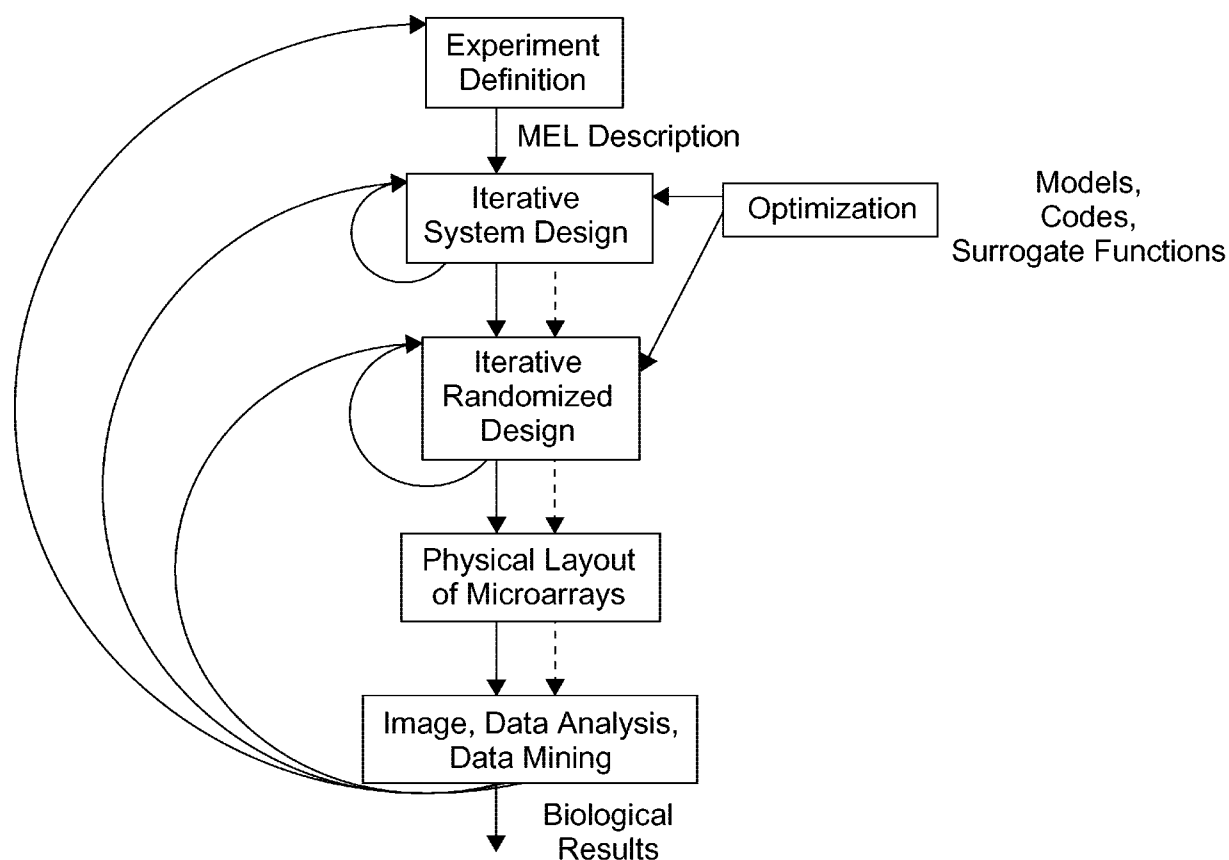 Experiment
Definition
MEL Description
Iterative
System Design
Optimization
Models,
Codes,
Surrogate Functions
Iterative
Randomized
Design
Physical Layout
of Microarrays
Image, Data Analysis,
Data Mining
Biological
Results